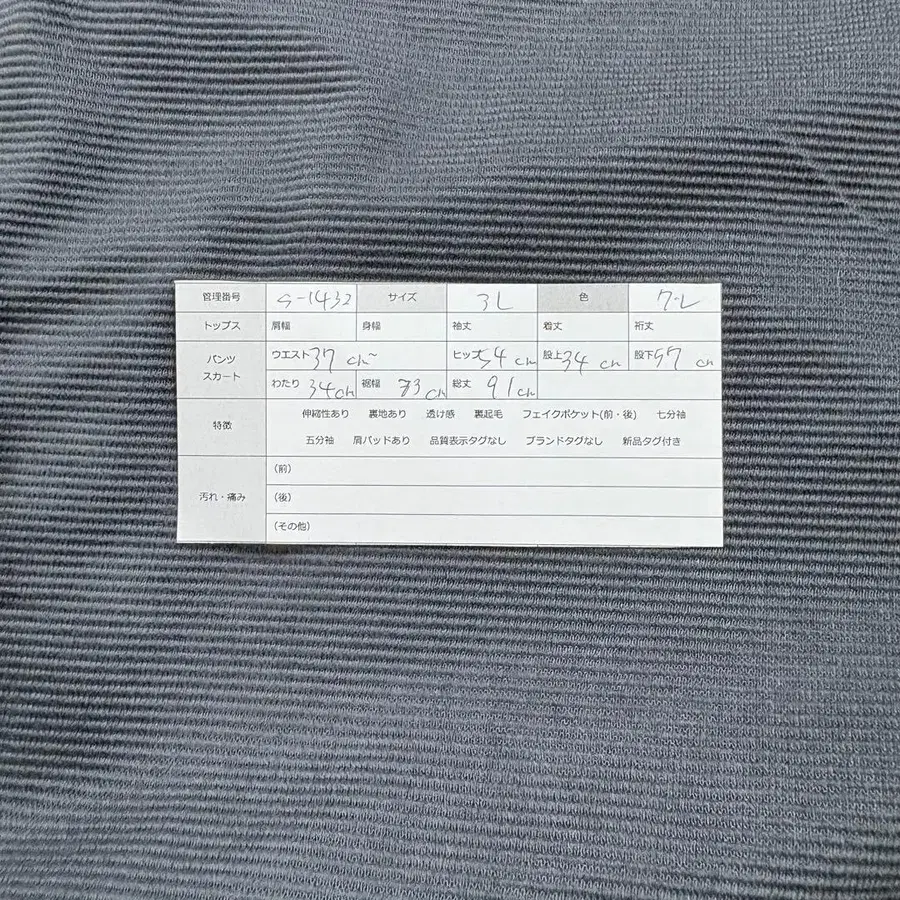 管理番号 S-1432 サイズ 3L 色 ブル
トップス 肩幅 身幅 袖丈 着丈 裄丈
パンツ スカート ウエスト37cm~ ヒップ54cm 股上34cm 股下57cm
わたり34cm 裾幅 cm 総丈91cm
特徴 伸縮性あり 裏地あり 透け感 裏起毛 フェイクポケット(前・後) 七分袖
五分袖 肩パッドあり 品質表示タグなし ブランドタグなし 新品タグ付き
汚れ・痛み (前)
(後)
(その他)